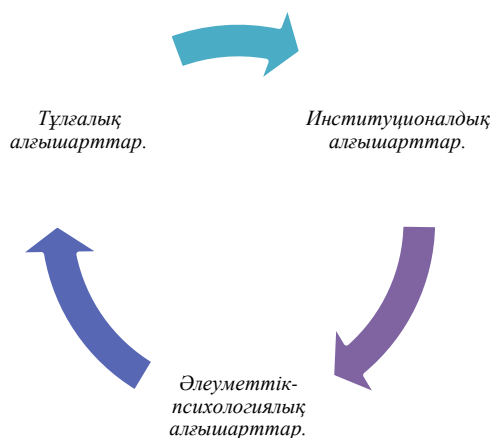 Тұлғалық
алғышарттар.
Институционалдық
алғышарттар.
Әлеуметтік-
психологиялық
алғышарттар.